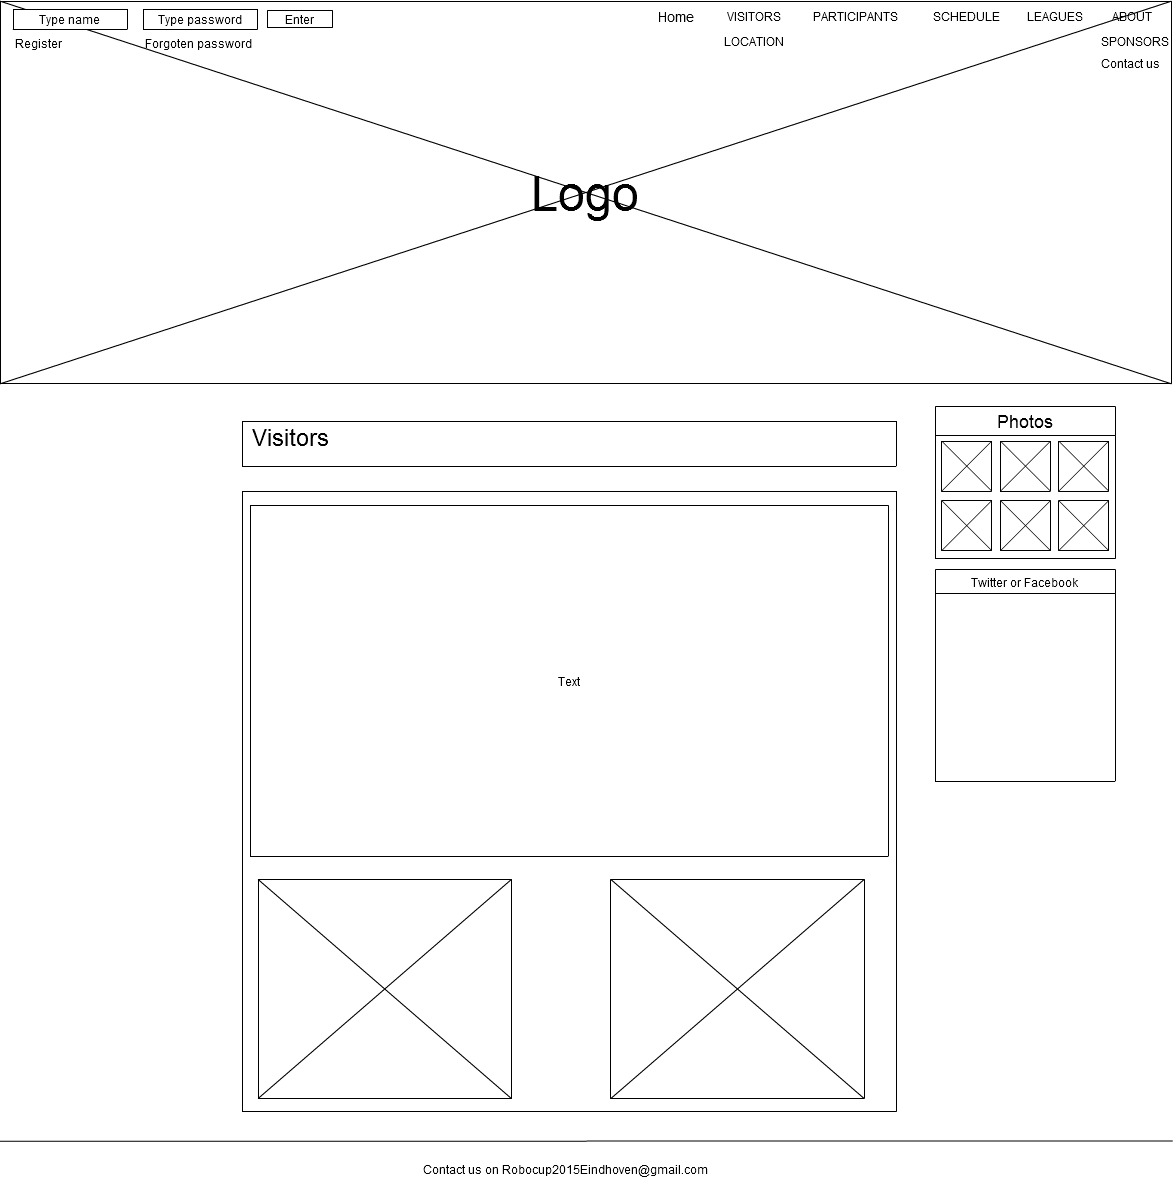 Type name Type password Enter Home VISITORS PARTICIPANTS SCHEDULE LEAGUES ABOUT
Register Forgoten password LOCATION SPONSORS
Contact us
Logo
Visitors
Photos
Twitter or Facebook
Text
Contact us on Robocup2015Eindhoven@gmail.com